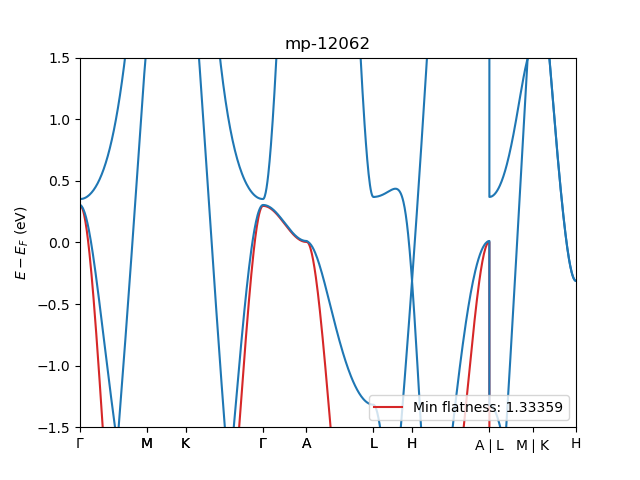 mp-12062
1.5
1.0
0.5
0.0
−0.5
−1.0
−1.5
E − E_F (eV)
Min flatness: 1.33359
Γ M K Γ A L H A | L M | K H